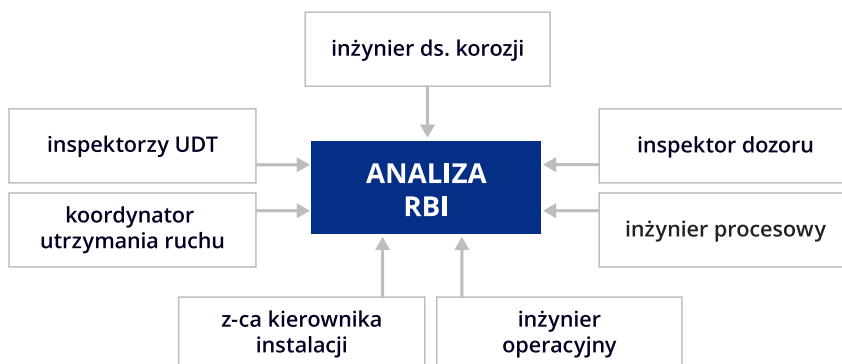 inżynier ds. korozji
inspektorzy UDT
inspektor dozoru
ANALIZA
RBI
koordynator
utrzymania ruchu
inżynier procesowy
z-ca kierownika
instalacji
inżynier
operacyjny